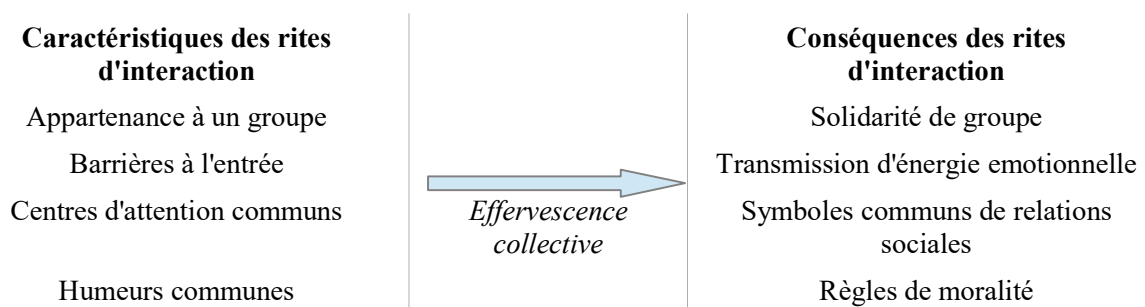 Caractéristiques des rites
d'interaction
Appartenance à un groupe
Barrières à l'entrée
Centres d'attention communs
Humeurs communes
Effervescence
collective
Conséquences des rites
d'interaction
Solidarité de groupe
Transmission d'énergie emotionnelle
Symboles communs de relations
sociales
Règles de moralité